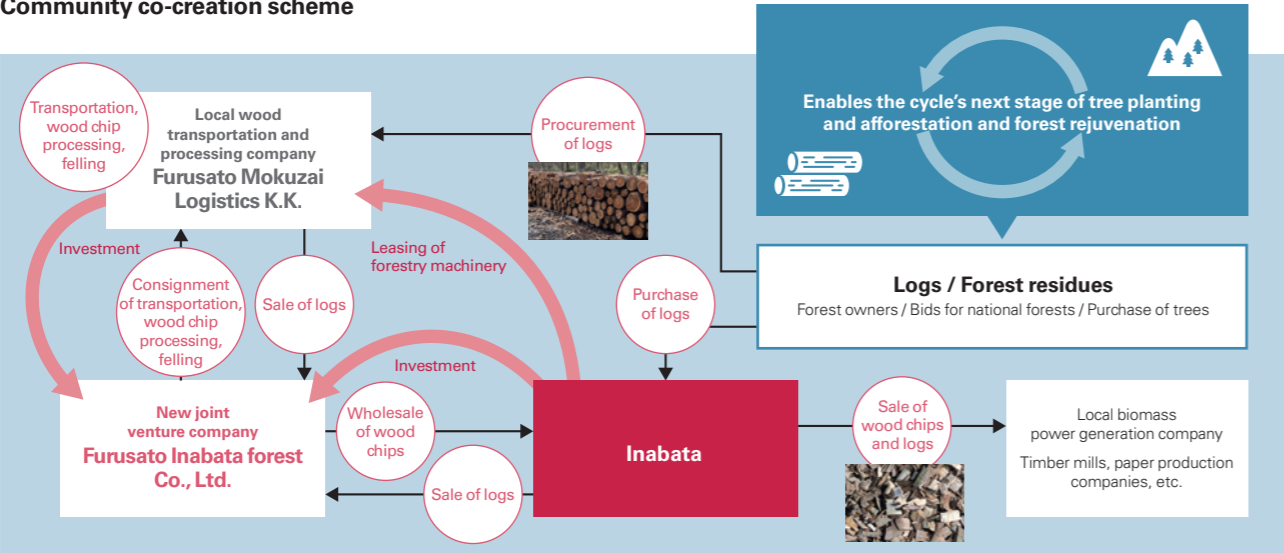 Community co-creation scheme
Transportation,
wood chip
processing,
felling
Local wood
transportation and
processing company
Furusato Mokuzai
Logistics K.K.
Procurement
of logs
Enables the cycle's next stage of tree planting
and afforestation and forest rejuvenation
Investment
Leasing of
forestry machinery
Consignment
of transportation,
wood chip
processing,
felling
Sale of logs
Purchase
of logs
Logs / Forest residues
Forest owners / Bids for national forests / Purchase of trees
Investment
New joint
venture company
Furusato Inabata forest
Co., Ltd.
Wholesale
of wood
chips
Sale of logs
Inabata
Sale of
wood chips
and logs
Local biomass
power generation company
Timber mills, paper production
companies, etc.